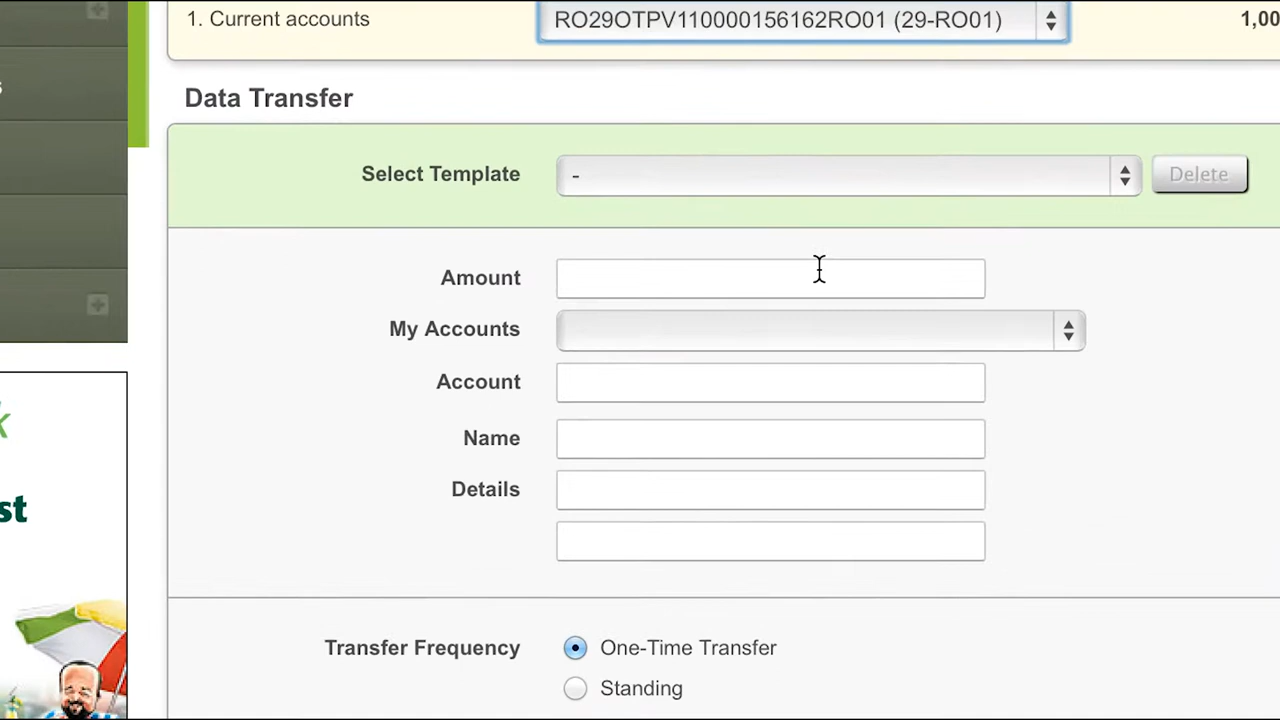 1. Current accounts RO29OTPV110000156162RO01 (29-RO01) 1,00
Data Transfer
Select Template - Delete
Amount
My Accounts
Account
Name
Details
Transfer Frequency One-Time Transfer
Standing
s
k
st